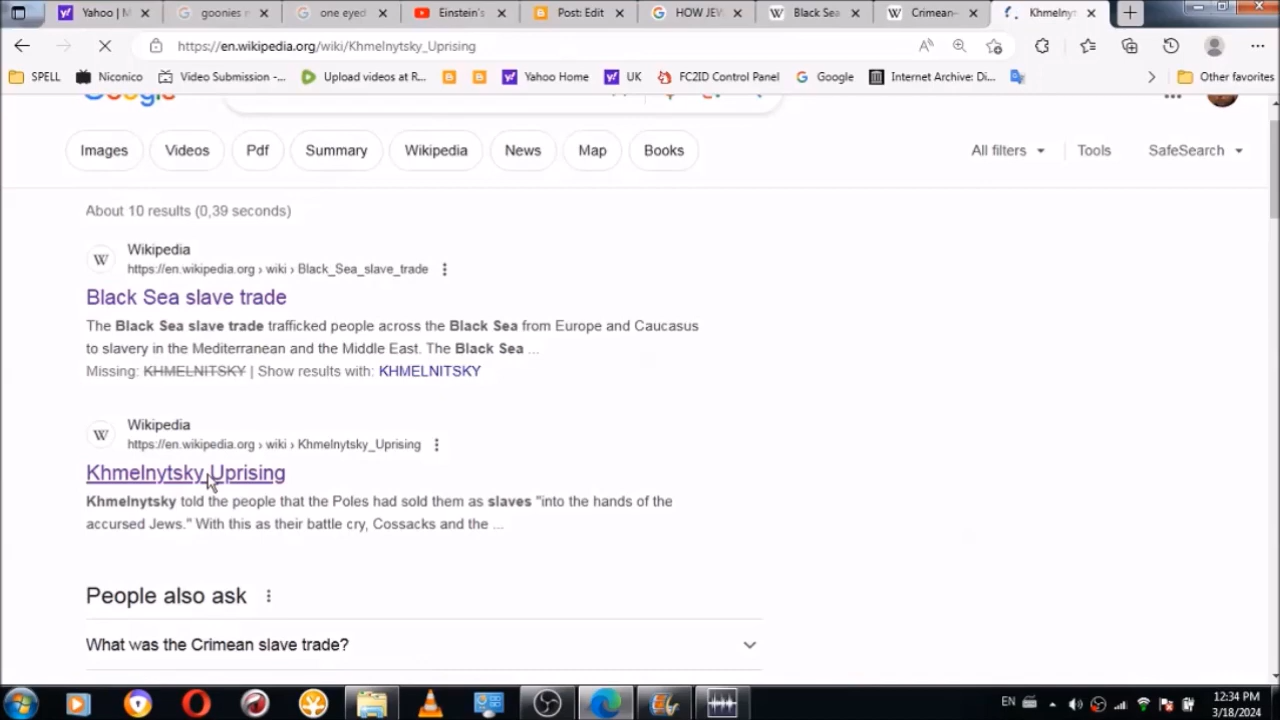 Yahoo | M
goonies n
one eyed
Einstein's
Post: Edit
HOW JEW
Black Sea
Crimean–
Khmelnyt
https://en.wikipedia.org/wiki/Khmelnytsky_Uprising
SPELL
Niconico
Video Submission -...
Upload videos at R...
Yahoo Home
UK
FC2ID Control Panel
Google
Internet Archive: Di...
Other favorites
Images
Videos
Pdf
Summary
Wikipedia
News
Map
Books
All filters
Tools
SafeSearch
About 10 results (0,39 seconds)
Wikipedia
https://en.wikipedia.org › wiki › Black_Sea_slave_trade
Black Sea slave trade
The Black Sea slave trade trafficked people across the Black Sea from Europe and Caucasus
to slavery in the Mediterranean and the Middle East. The Black Sea ...
Missing: KHMELNITSKY | Show results with: KHMELNITSKY
Wikipedia
https://en.wikipedia.org › wiki › Khmelnytsky_Uprising
Khmelnytsky Uprising
Khmelnytsky told the people that the Poles had sold them as slaves "into the hands of the
accursed Jews." With this as their battle cry, Cossacks and the ...
People also ask
What was the Crimean slave trade?
EN
12:34 PM
3/18/2024